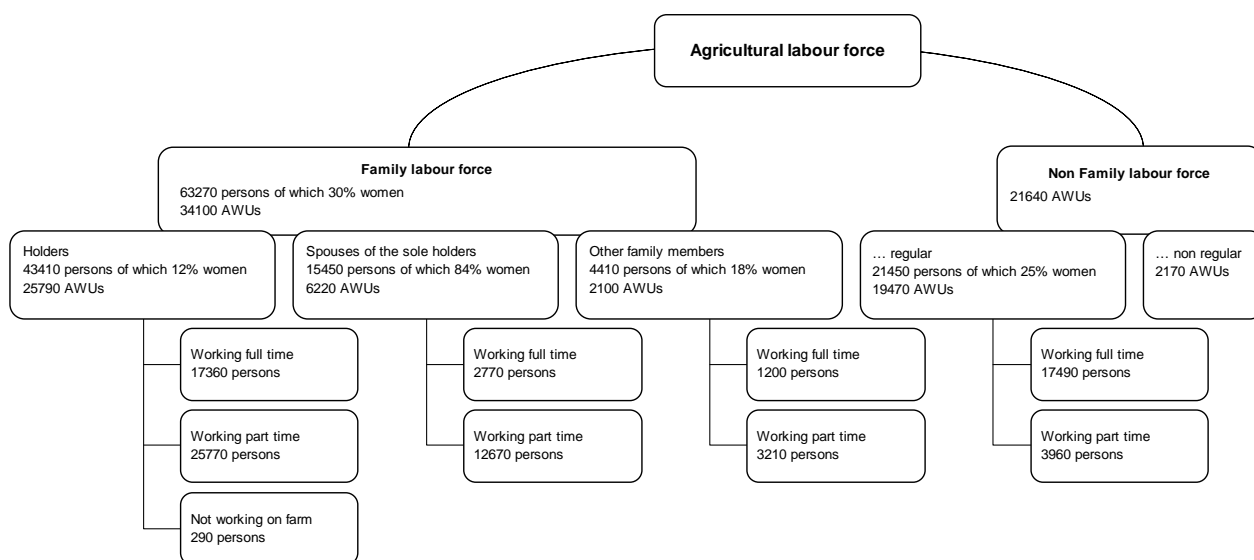 Agricultural labour force
Family labour force
63270 persons of which 30% women
34100 AWUs
Non Family labour force
21640 AWUs
Holders
43410 persons of which 12% women
25790 AWUs
Spouses of the sole holders
15450 persons of which 84% women
6220 AWUs
Other family members
4410 persons of which 18% women
2100 AWUs
... regular
21450 persons of which 25% women
19470 AWUs
... non regular
2170 AWUs
Working full time
17360 persons
Working full time
2770 persons
Working full time
1200 persons
Working full time
17490 persons
Working part time
25770 persons
Working part time
12670 persons
Working part time
3210 persons
Working part time
3960 persons
Not working on farm
290 persons